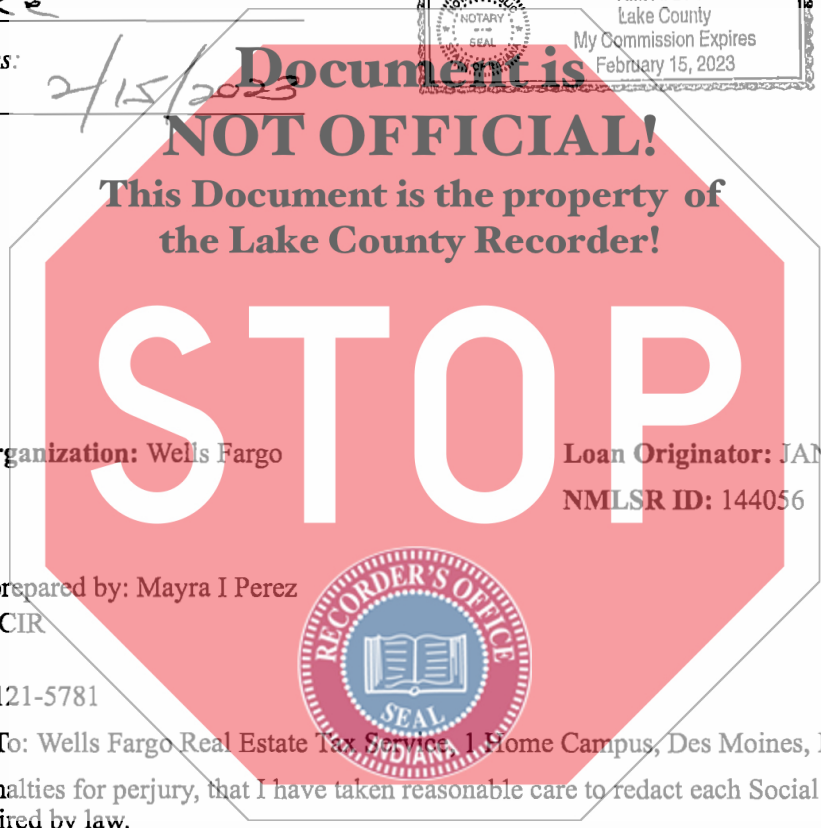 NOTARY
SEAL
Lake County
My Commission Expires
February 15, 2023
s:
2/15/2023
Document is
NOT OFFICIAL!
This Document is the property of
the Lake County Recorder!
STOP
rganization: Wells Fargo
Loan Originator: JAN
NMLSR ID: 144056
repared by: Mayra I Perez
CIR
121-5781
RECORDER'S OFFICE
SEAL
INDIANA
To: Wells Fargo Real Estate Tax Service, 1 Home Campus, Des Moines, I
nalties for perjury, that I have taken reasonable care to redact each Social
ired by law.